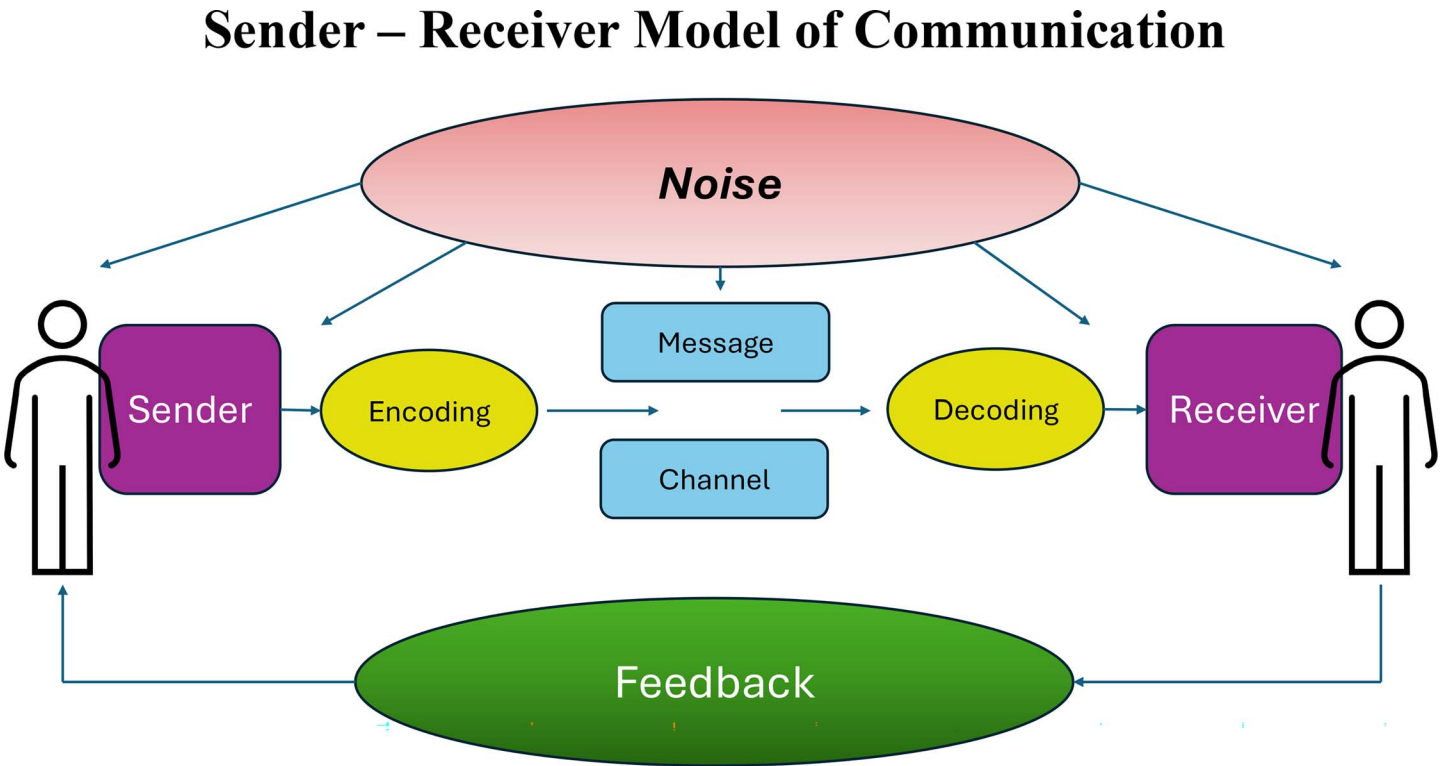 Sender – Receiver Model of Communication
Noise
Message
Sender
Encoding
Decoding
Receiver
Channel
Feedback